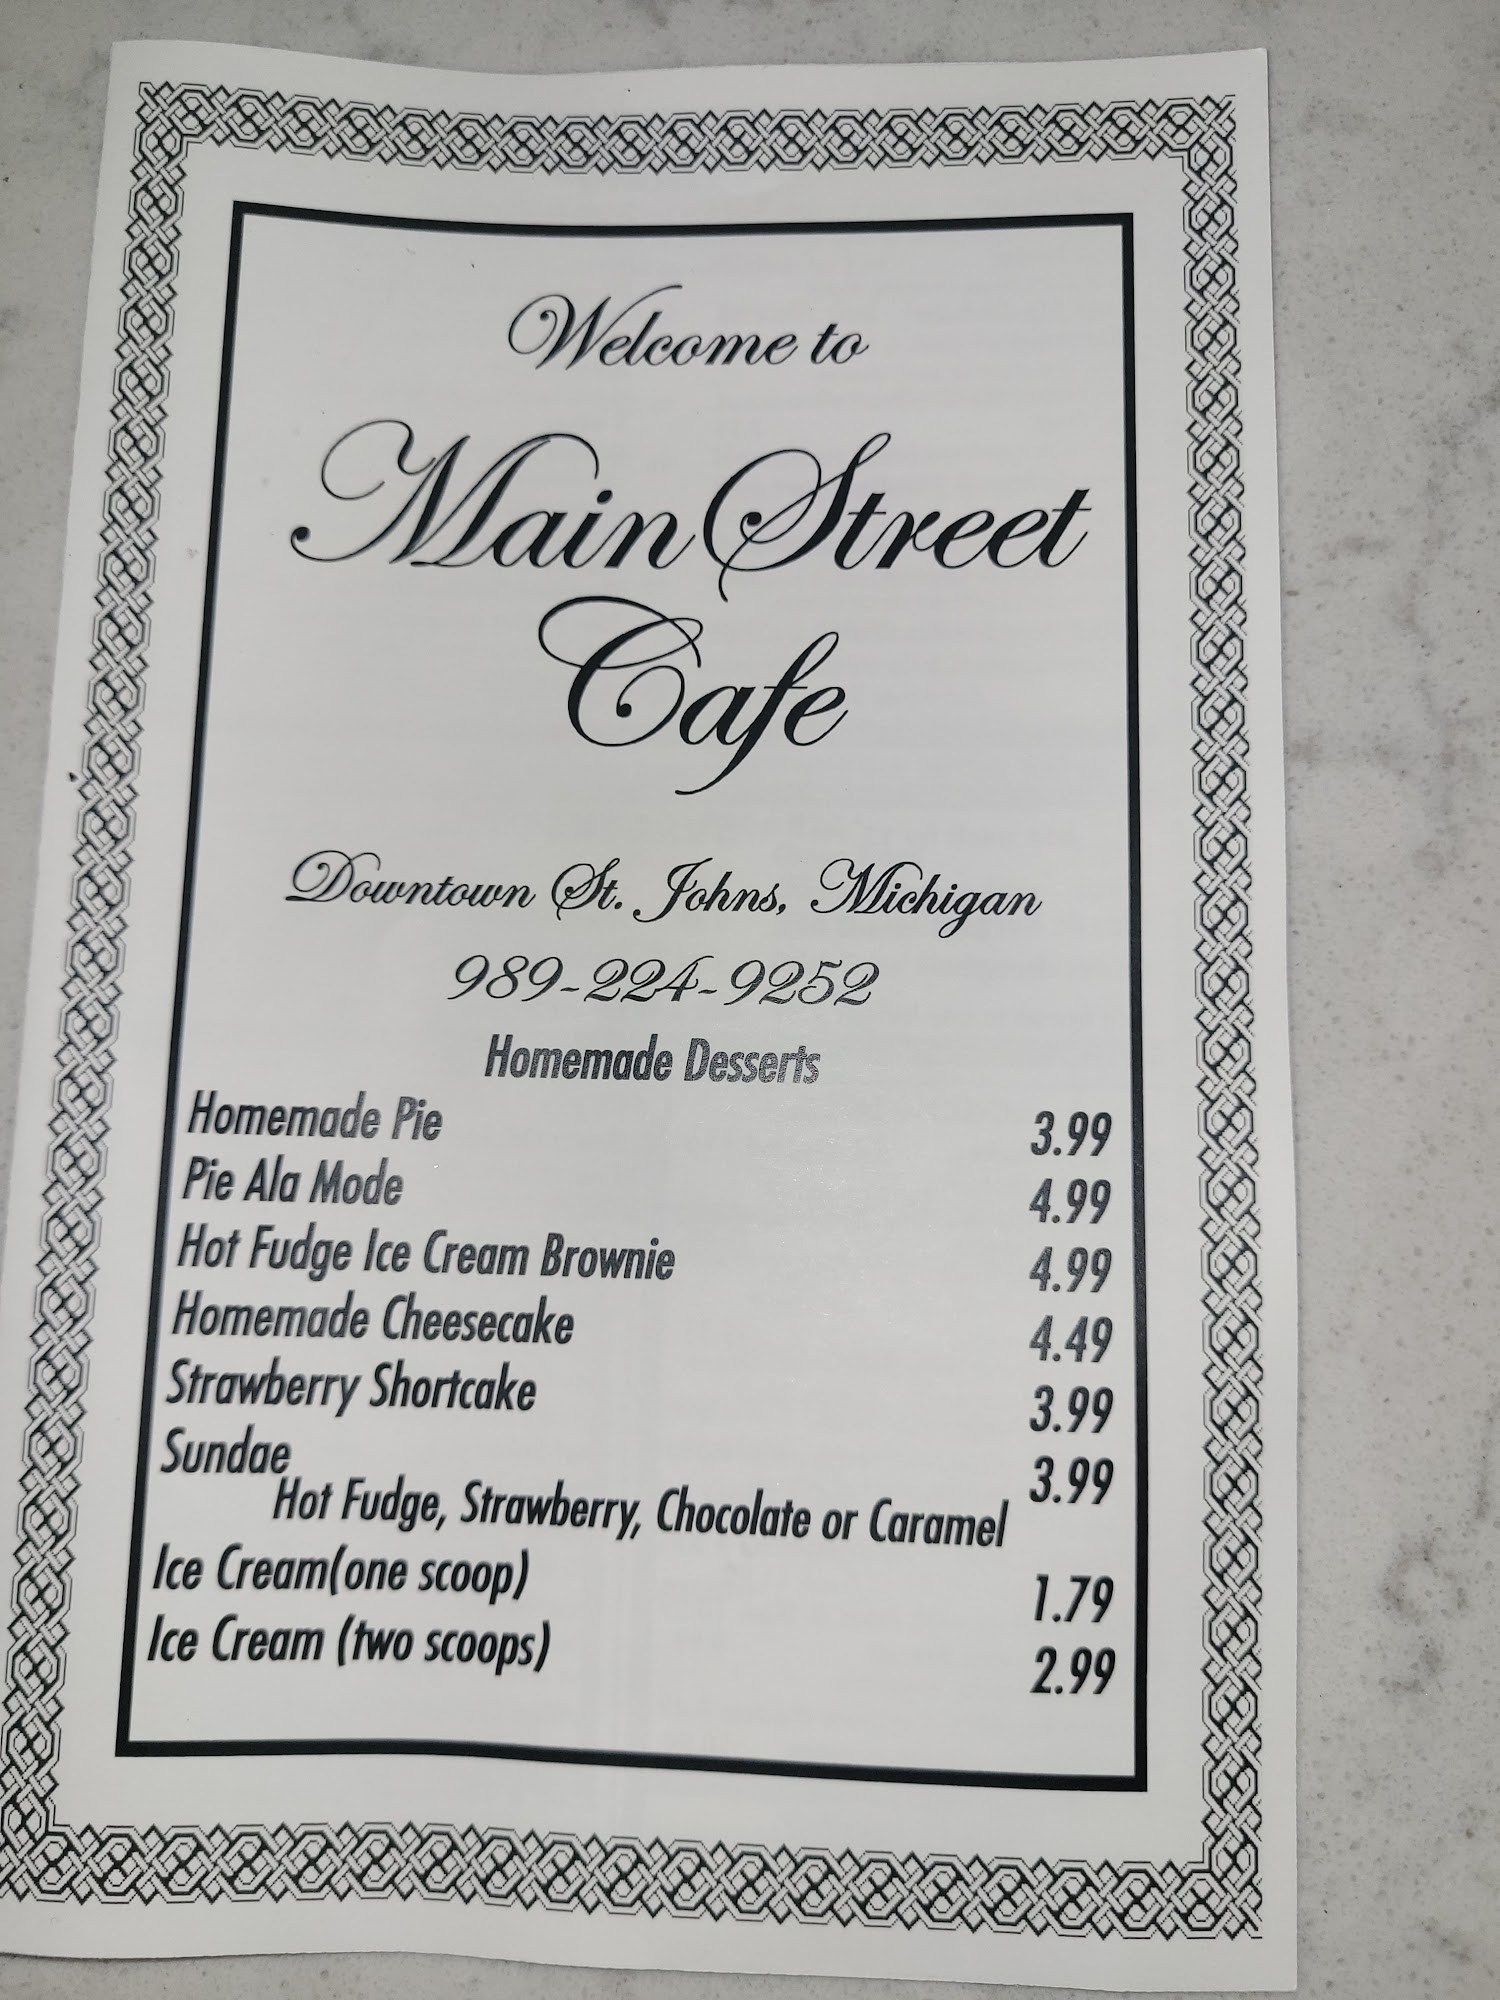 Welcome to
Main Street
Cafe
Downtown St. Johns, Michigan
989-224-9252
Homemade Desserts
Homemade Pie 3.99
Pie Ala Mode 4.99
Hot Fudge Ice Cream Brownie 4.99
Homemade Cheesecake 4.49
Strawberry Shortcake 3.99
Sundae 3.99
Hot Fudge, Strawberry, Chocolate or Caramel
Ice Cream(one scoop) 1.79
Ice Cream (two scoops) 2.99